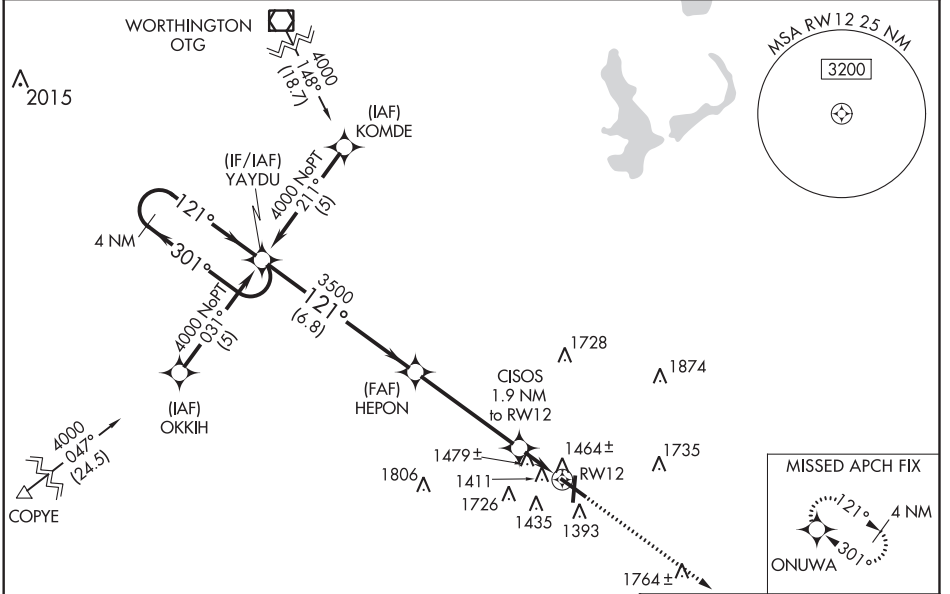 WORTHINGTON
OTG
4000
148°
(18.7)
MSA RW12 25 NM
3200
2015
(IAF)
KOMDE
(IF/IAF)
YAYDU
4000 NoPT
211°
(5)
121°
4 NM
301°
3500
121°
(6.8)
4000 NoPT
031°
(5)
(IAF)
OKKIH
(FAF)
HEPON
CISOS
1.9 NM
to RW12
1728
1874
4000
047°
(24.5)
COPYE
1479±
1464±
1411
RW12
1735
1806
1726
1435
1393
1764±
MISSED APCH FIX
121°
4 NM
301°
ONUWA